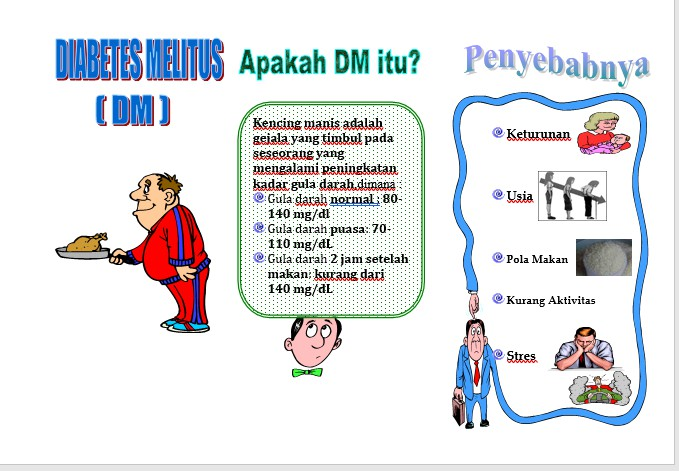 DIABETES MELITUS
( DM )
Apakah DM itu?
Kencing manis adalah
gejala yang timbul pada
seseorang yang
mengalami peningkatan
kadar gula darah,dimana
Gula darah normal : 80-
140 mg/dl
Gula darah puasa: 70-
110 mg/dL
Gula darah 2 jam setelah
makan: kurang dari
140 mg/dL
Penyebabnya
Keturunan
Usia
Pola Makan
Kurang Aktivitas
Stres